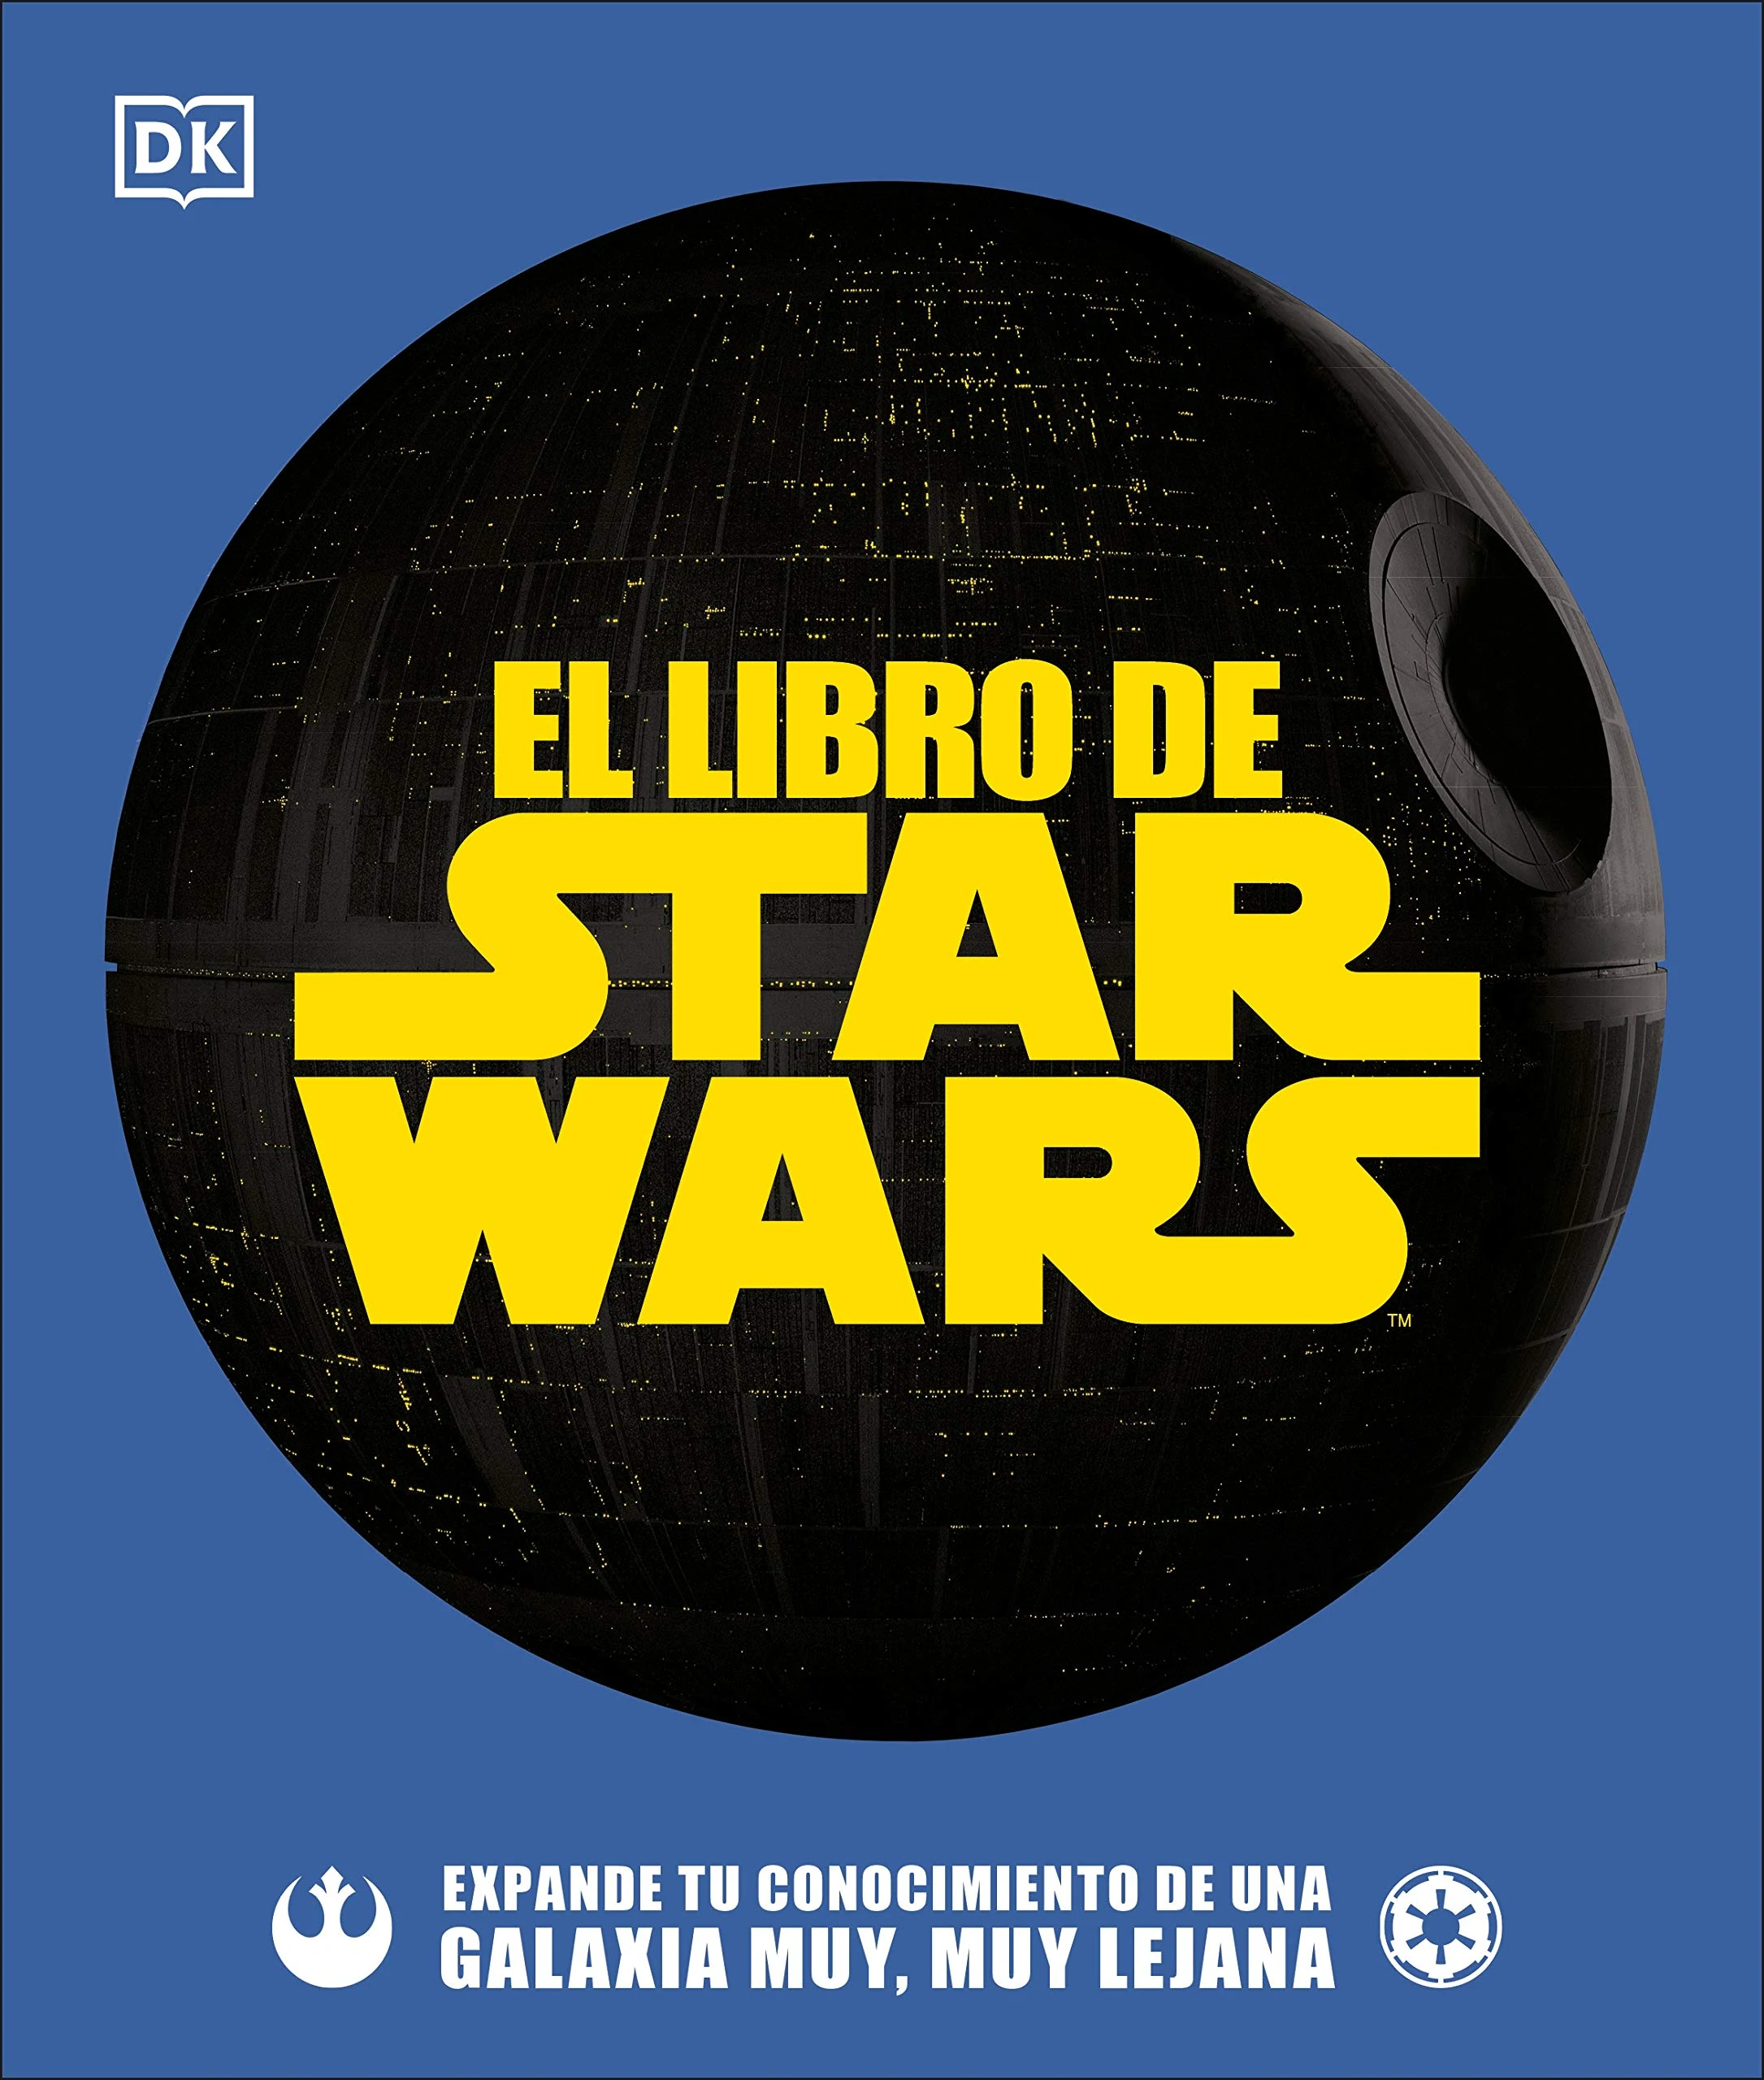 DK
EL LIBRO DE
STAR
WARS
TM
EXPANDE TU CONOCIMIENTO DE UNA
GALAXIA MUY, MUY LEJANA